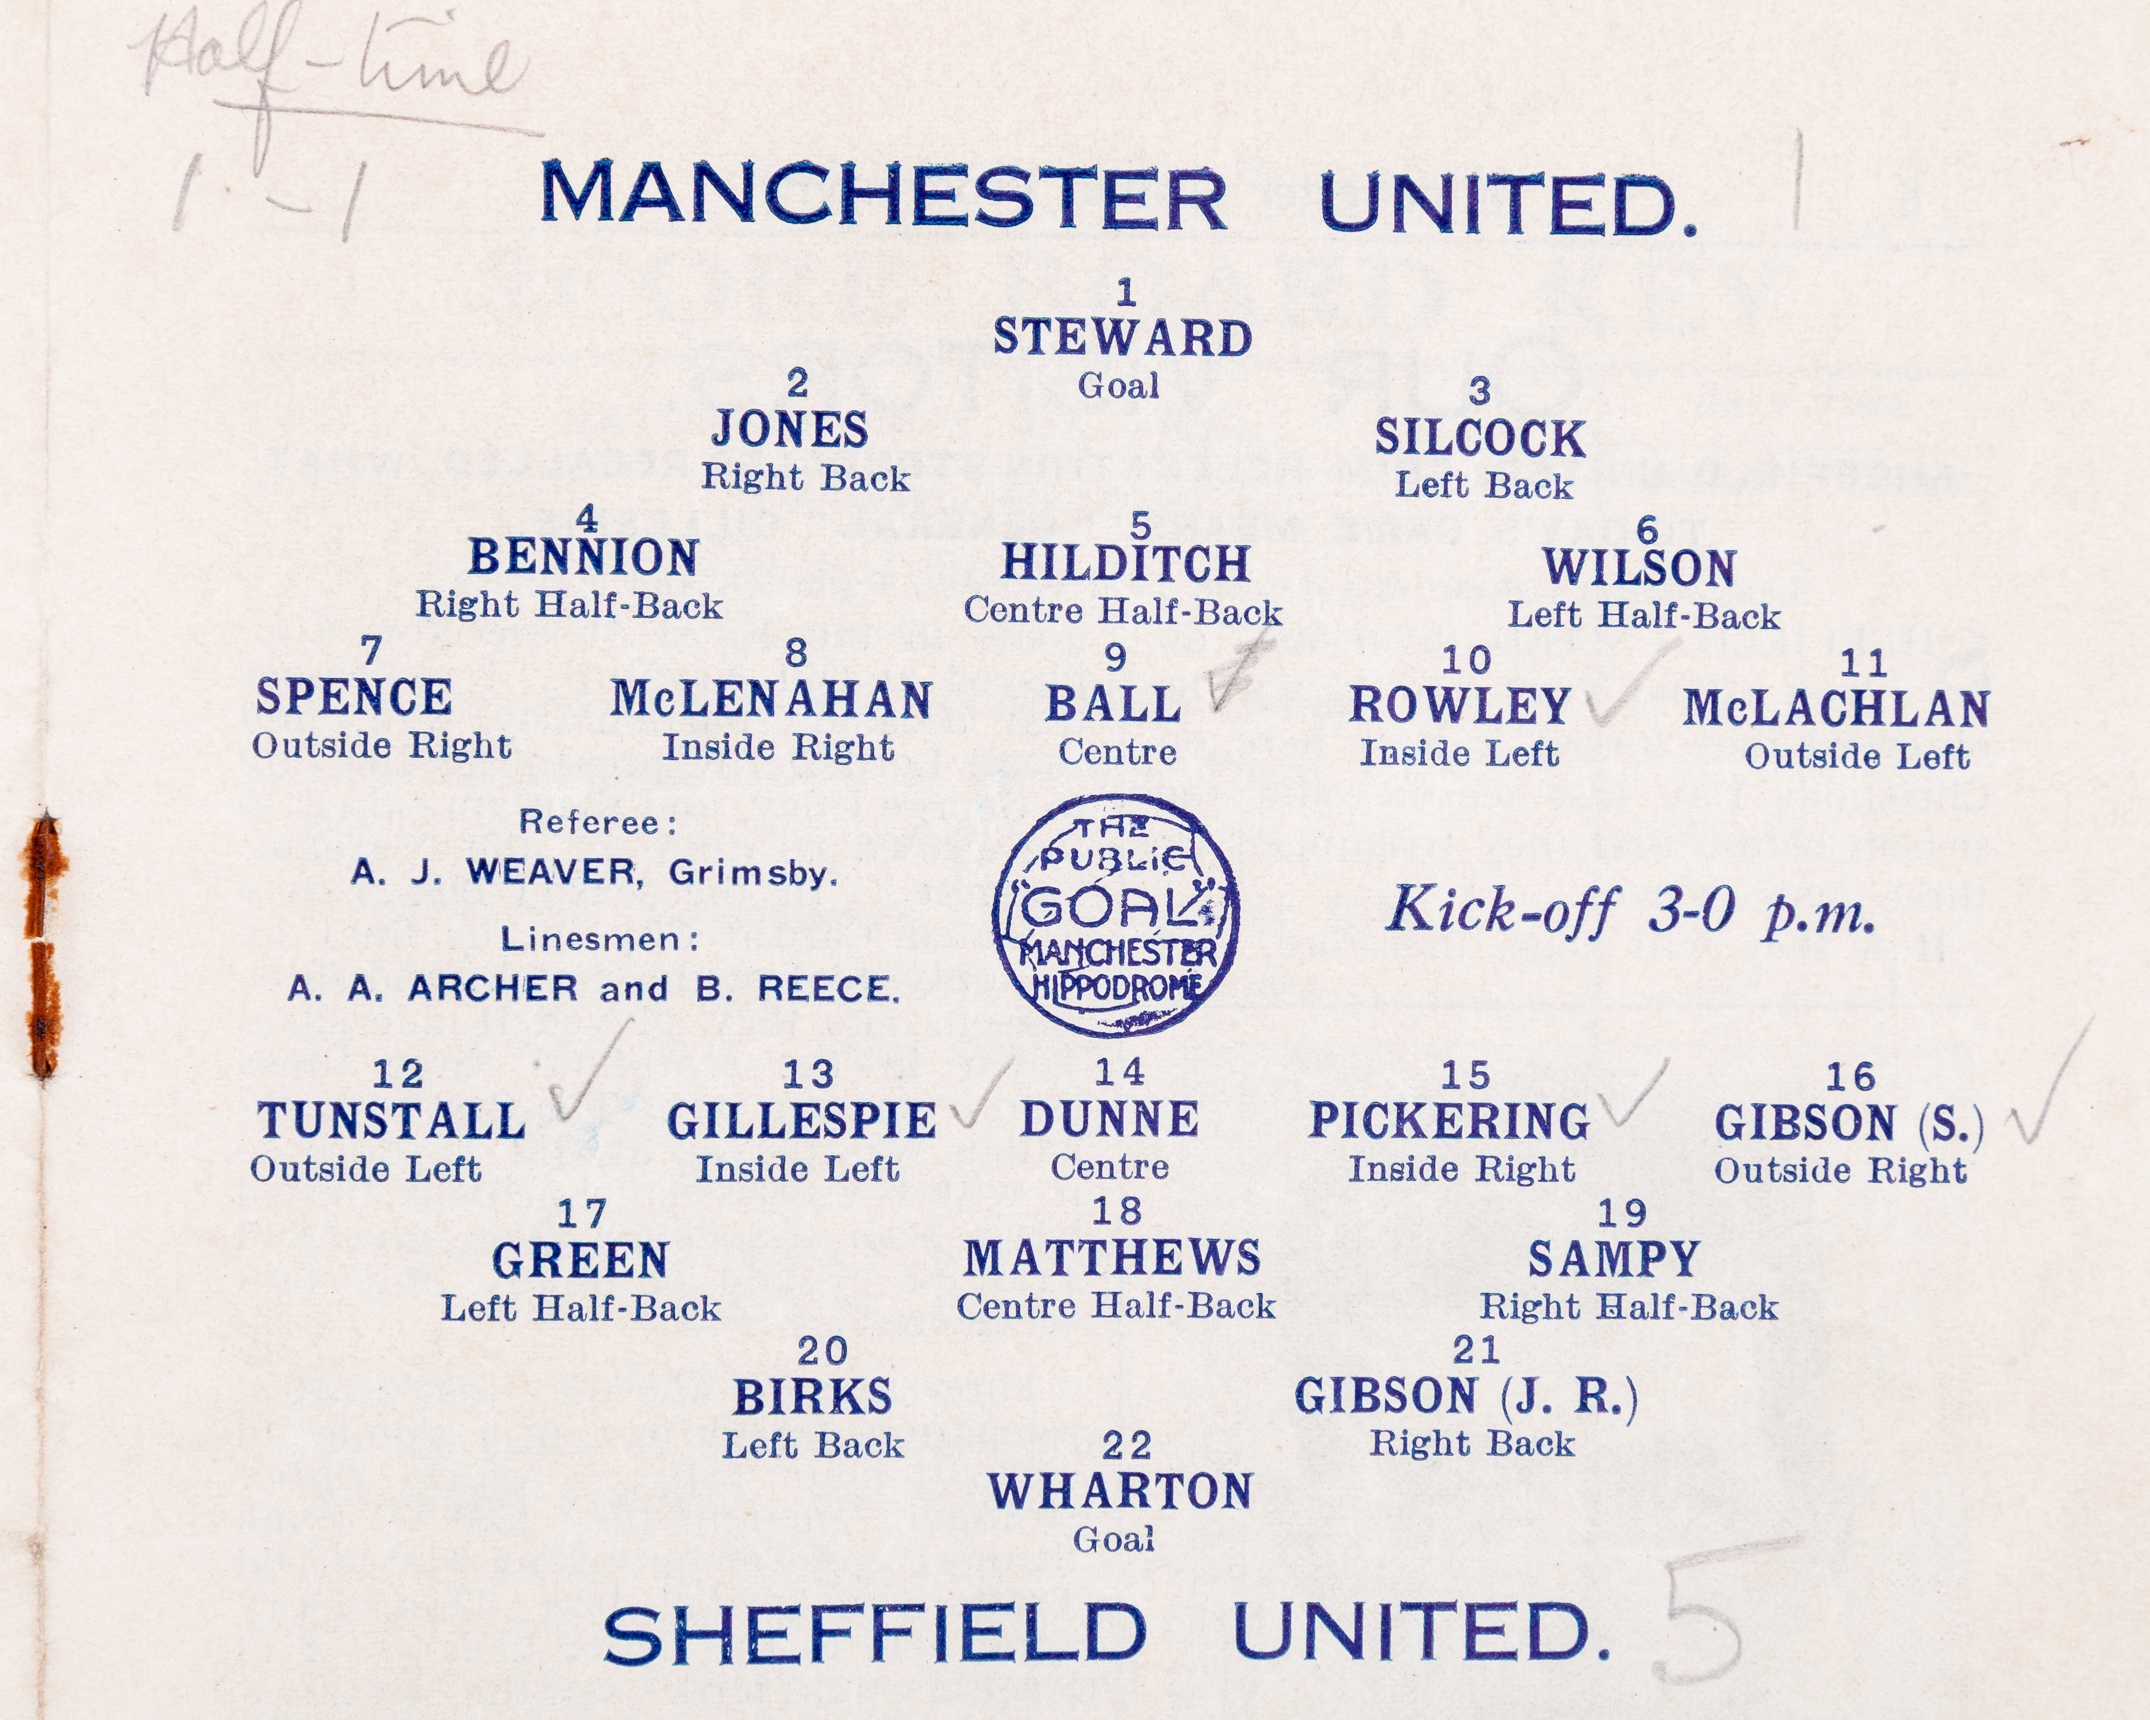 Half-time
1 - 1
MANCHESTER UNITED. 1
1
STEWARD
Goal
2 3
JONES SILCOCK
Right Back Left Back
4 5 6
BENNION HILDITCH WILSON
Right Half-Back Centre Half-Back Left Half-Back
7 8 9 10 11
SPENCE McLENAHAN BALL ROWLEY McLACHLAN
Outside Right Inside Right Centre Inside Left Outside Left
Referee:
A. J. WEAVER, Grimsby.
Linesmen:
A. A. ARCHER and B. REECE.
THE
PUBLIC
"GOAL"
MANCHESTER
HIPPODROME
Kick-off 3-0 p.m.
12 13 14 15 16
TUNSTALL GILLESPIE DUNNE PICKERING GIBSON (S.)
Outside Left Inside Left Centre Inside Right Outside Right
17 18 19
GREEN MATTHEWS SAMPY
Left Half-Back Centre Half-Back Right Half-Back
20 21
BIRKS GIBSON (J. R.)
Left Back Right Back
22
WHARTON
Goal
SHEFFIELD UNITED. 5